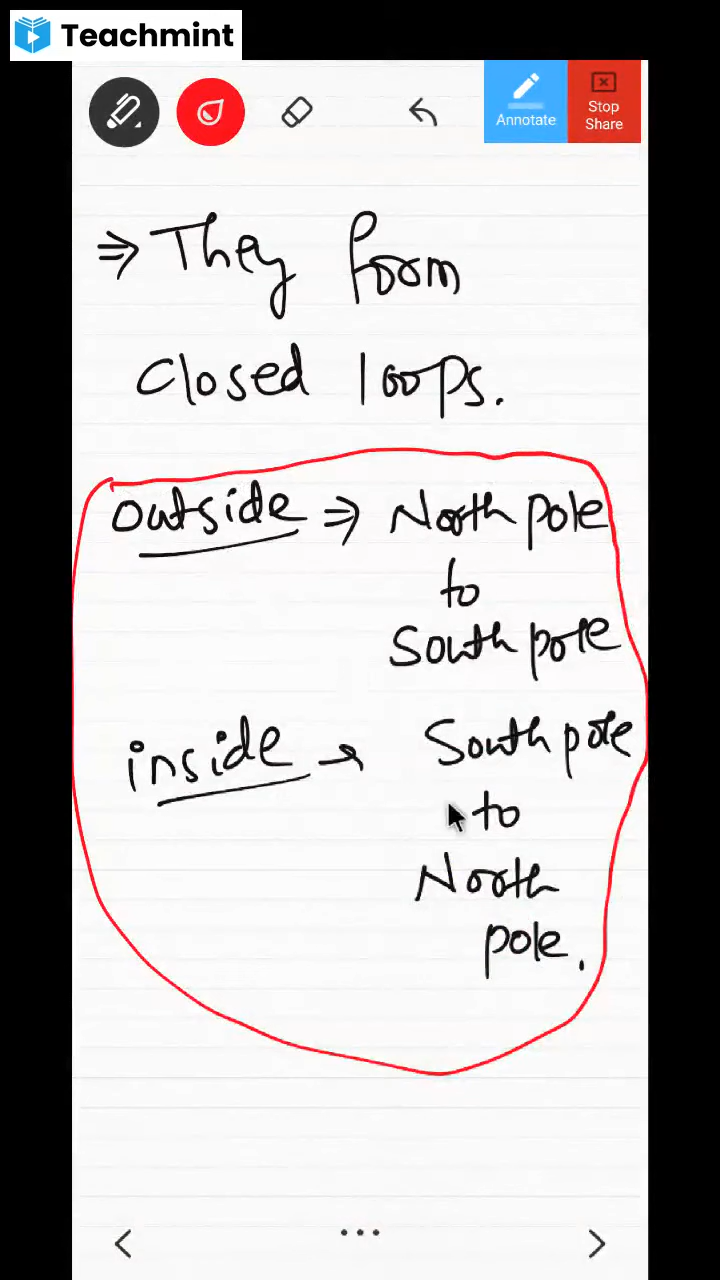 Teachmint
Annotate
Stop
Share
⇒ They form
closed loops.
outside ⇒ North pole
to
South pole
inside → South pole
to
North
pole.